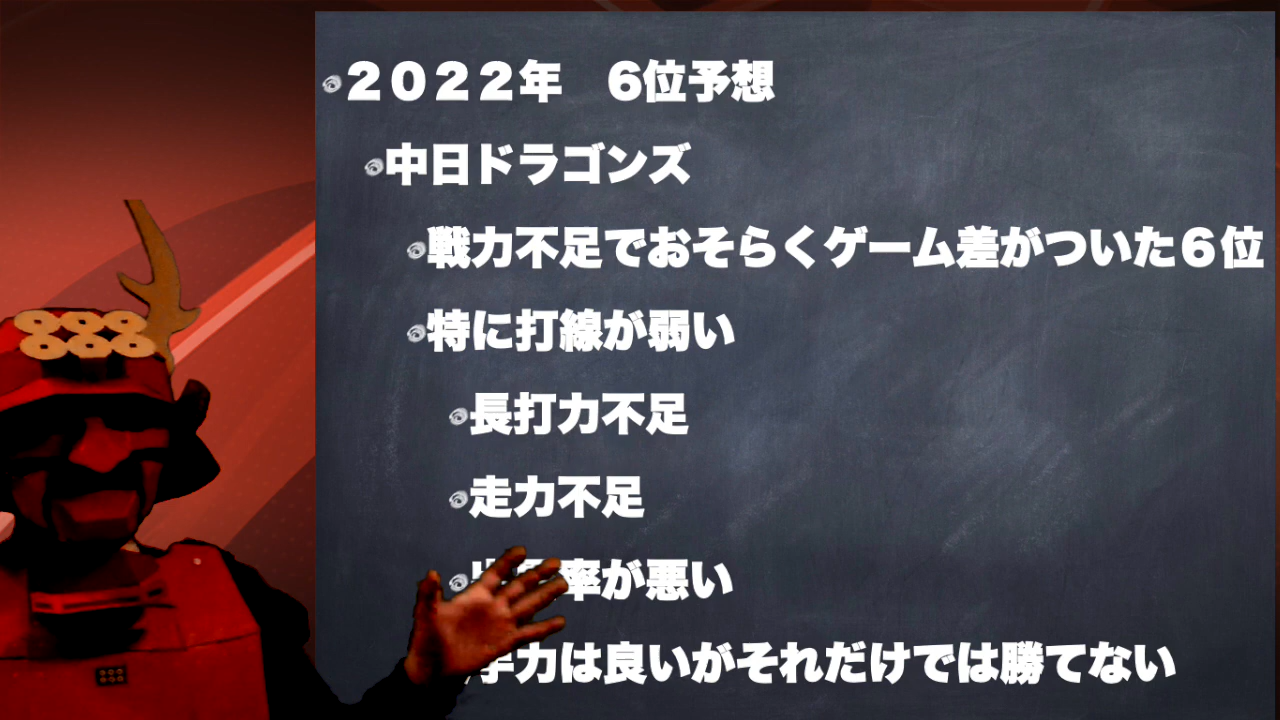 ２０２２年　6位予想
中日ドラゴンズ
戦力不足でおそらくゲーム差がついた６位
特に打線が弱い
長打力不足
走力不足
率が悪い
力は良いがそれだけでは勝てない